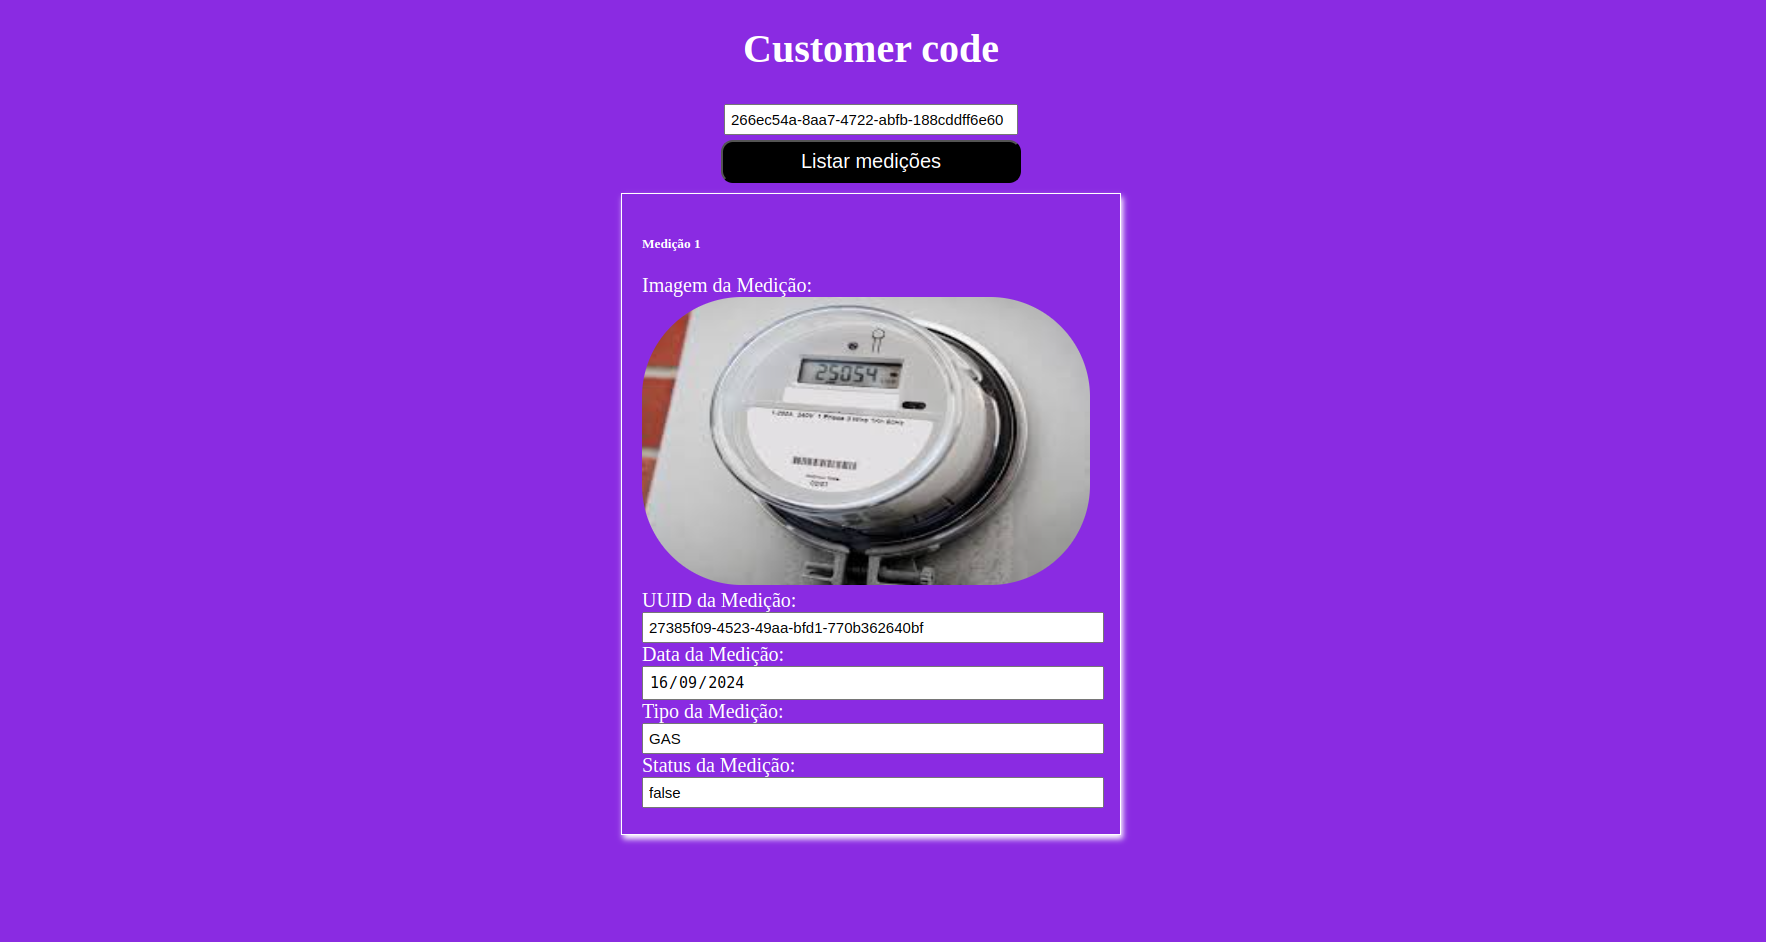 Customer code
266ec54a-8aa7-4722-abfb-188cddff6e60
Listar medições
Medição 1
Imagem da Medição:
25054
UUID da Medição:
27385f09-4523-49aa-bfd1-770b362640bf
Data da Medição:
16/09/2024
Tipo da Medição:
GAS
Status da Medição:
false